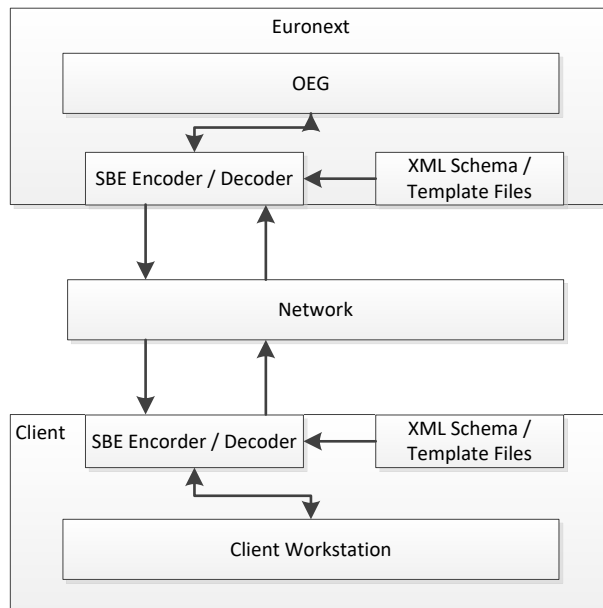 Euronext
OEG
SBE Encoder / Decoder
XML Schema /
Template Files
Network
Client
SBE Encorder / Decoder
XML Schema /
Template Files
Client Workstation